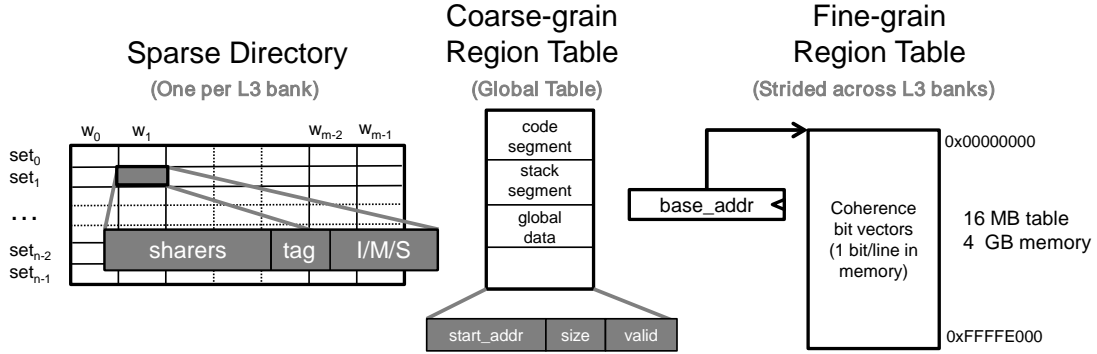 Sparse Directory
(One per L3 bank)
w0 w1 wm-2 wm-1
set0
set1
...
setn-2
setn-1
sharers tag I/M/S
Coarse-grain
Region Table
(Global Table)
code
segment
stack
segment
global
data
start_addr size valid
Fine-grain
Region Table
(Strided across L3 banks)
base_addr
Coherence
bit vectors
(1 bit/line in
memory)
0x00000000
16 MB table
4 GB memory
0xFFFFE000